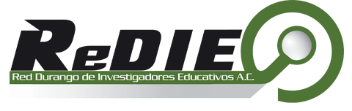 ReDIE
Red Durango de Investigadores Educativos A.C.